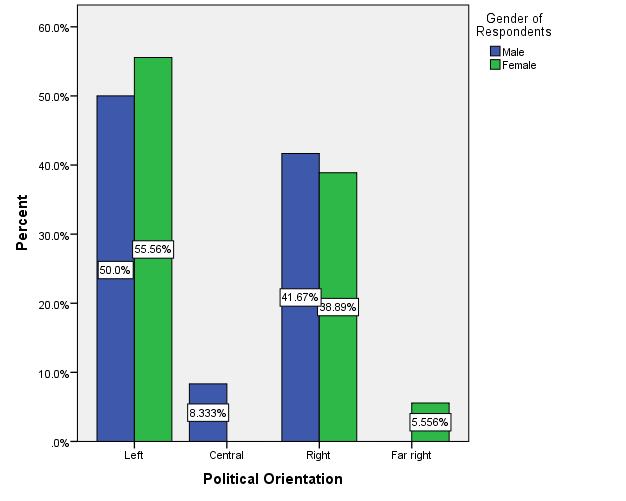 Gender of
Respondents
Male
Female
60.0%
50.0%
40.0%
30.0%
20.0%
10.0%
.0%
Percent
50.0%
55.56%
8.333%
41.67%
38.89%
5.556%
Left
Central
Right
Far right
Political Orientation